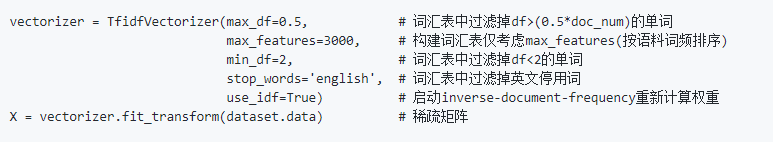 vectorizer = TfidfVectorizer(max_df=0.5, # 词汇表中过滤掉df>(0.5*doc_num)的单词
max_features=3000, # 构建词汇表仅考虑max_features(按语料词频排序)
min_df=2, # 词汇表中过滤掉df<2的单词
stop_words='english', # 词汇表中过滤掉英文停用词
use_idf=True) # 启动inverse-document-frequency重新计算权重
X = vectorizer.fit_transform(dataset.data) # 稀疏矩阵